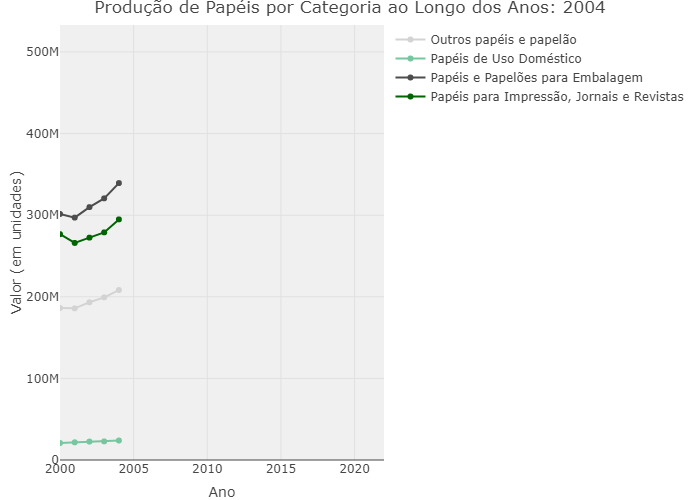 Produção de Papéis por Categoria ao Longo dos Anos: 2004
Outros papéis e papelão
Papéis de Uso Doméstico
Papéis e Papelões para Embalagem
Papéis para Impressão, Jornais e Revistas
Valor (em unidades)
500M
400M
300M
200M
100M
0
2000 2005 2010 2015 2020
Ano